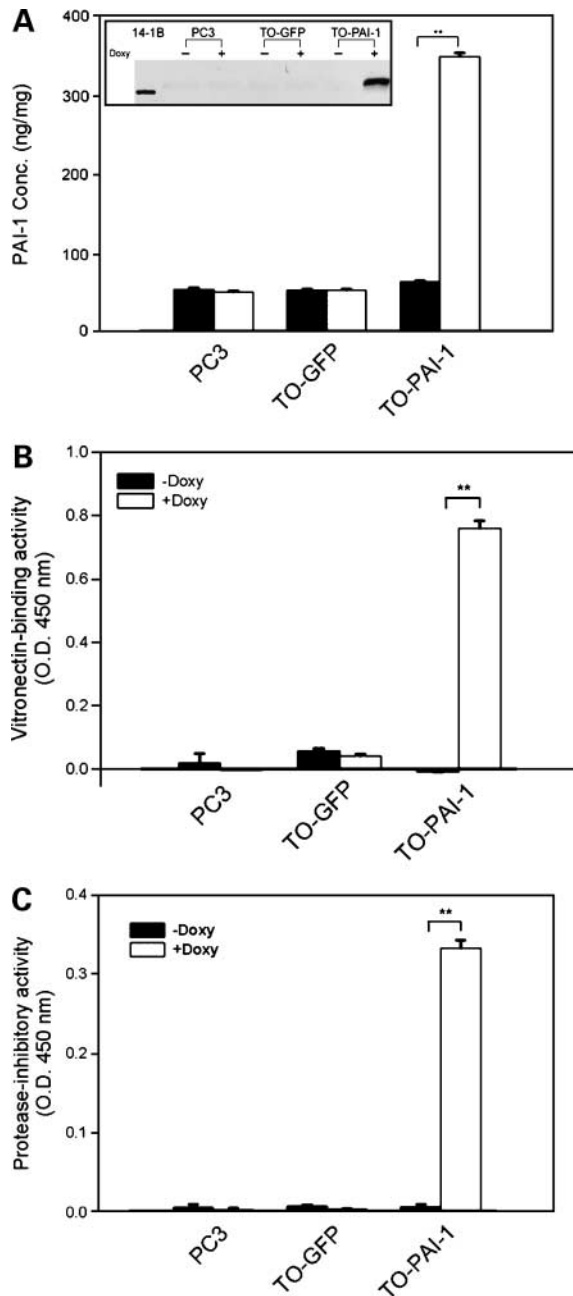 A
14-1B PC3 TO-GFP TO-PAI-1
Doxy − + − + − +
**
400
300
200
100
50
0
PAI-1 Conc. (ng/mg)
PC3 TO-GFP TO-PAI-1
B
-Doxy
+Doxy
**
1.0
0.8
0.6
0.4
0.2
0.0
Vitronectin-binding activity
(O.D. 450 nm)
PC3 TO-GFP TO-PAI-1
C
-Doxy
+Doxy
**
0.4
0.3
0.2
0.1
0.0
Protease-inhibitory activity
(O.D. 450 nm)
PC3 TO-GFP TO-PAI-1